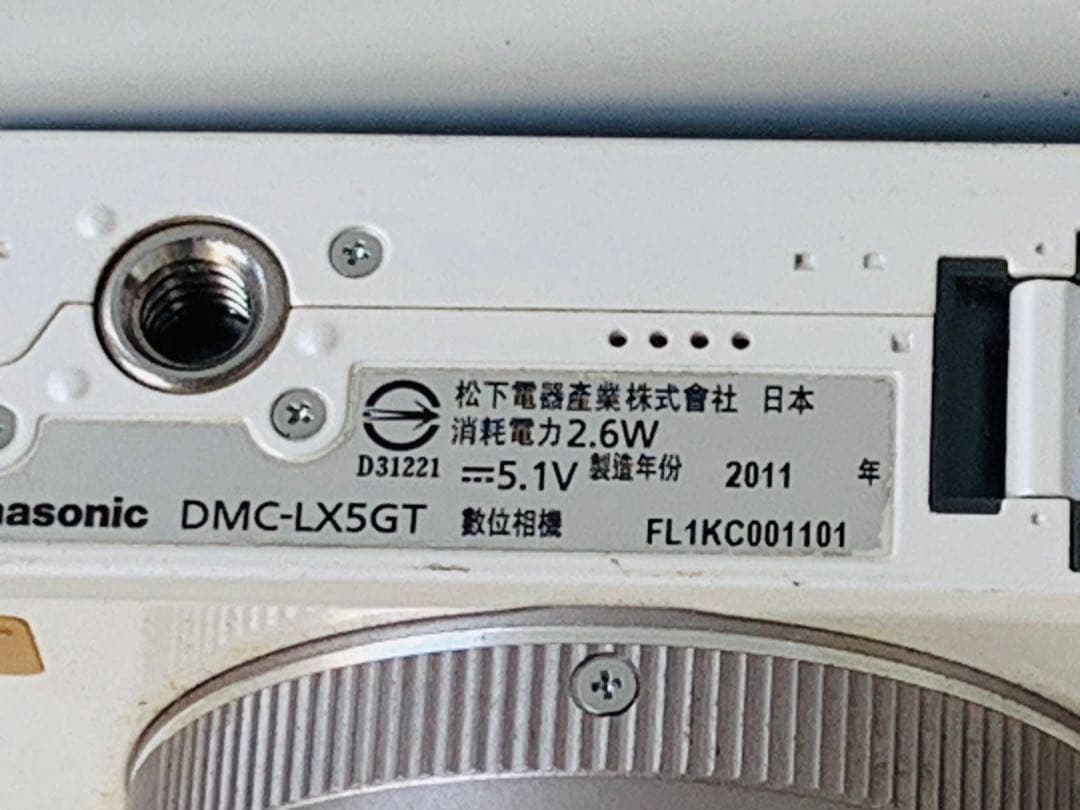 松下電器產業株式會社 日本
消耗電力2.6W
D31221 ⎓5.1V 製造年份 2011 年
Panasonic DMC-LX5GT 數位相機 FL1KC001101